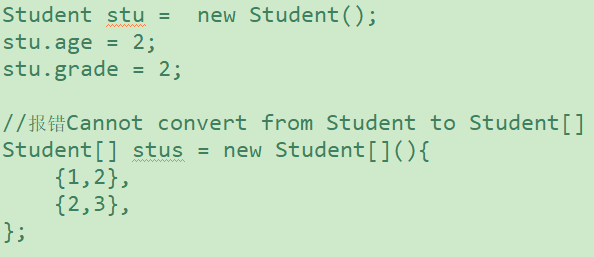 Student stu =  new Student();
stu.age = 2;
stu.grade = 2;
//报错Cannot convert from Student to Student[]
Student[] stus = new Student[](){
{1,2},
{2,3},
};